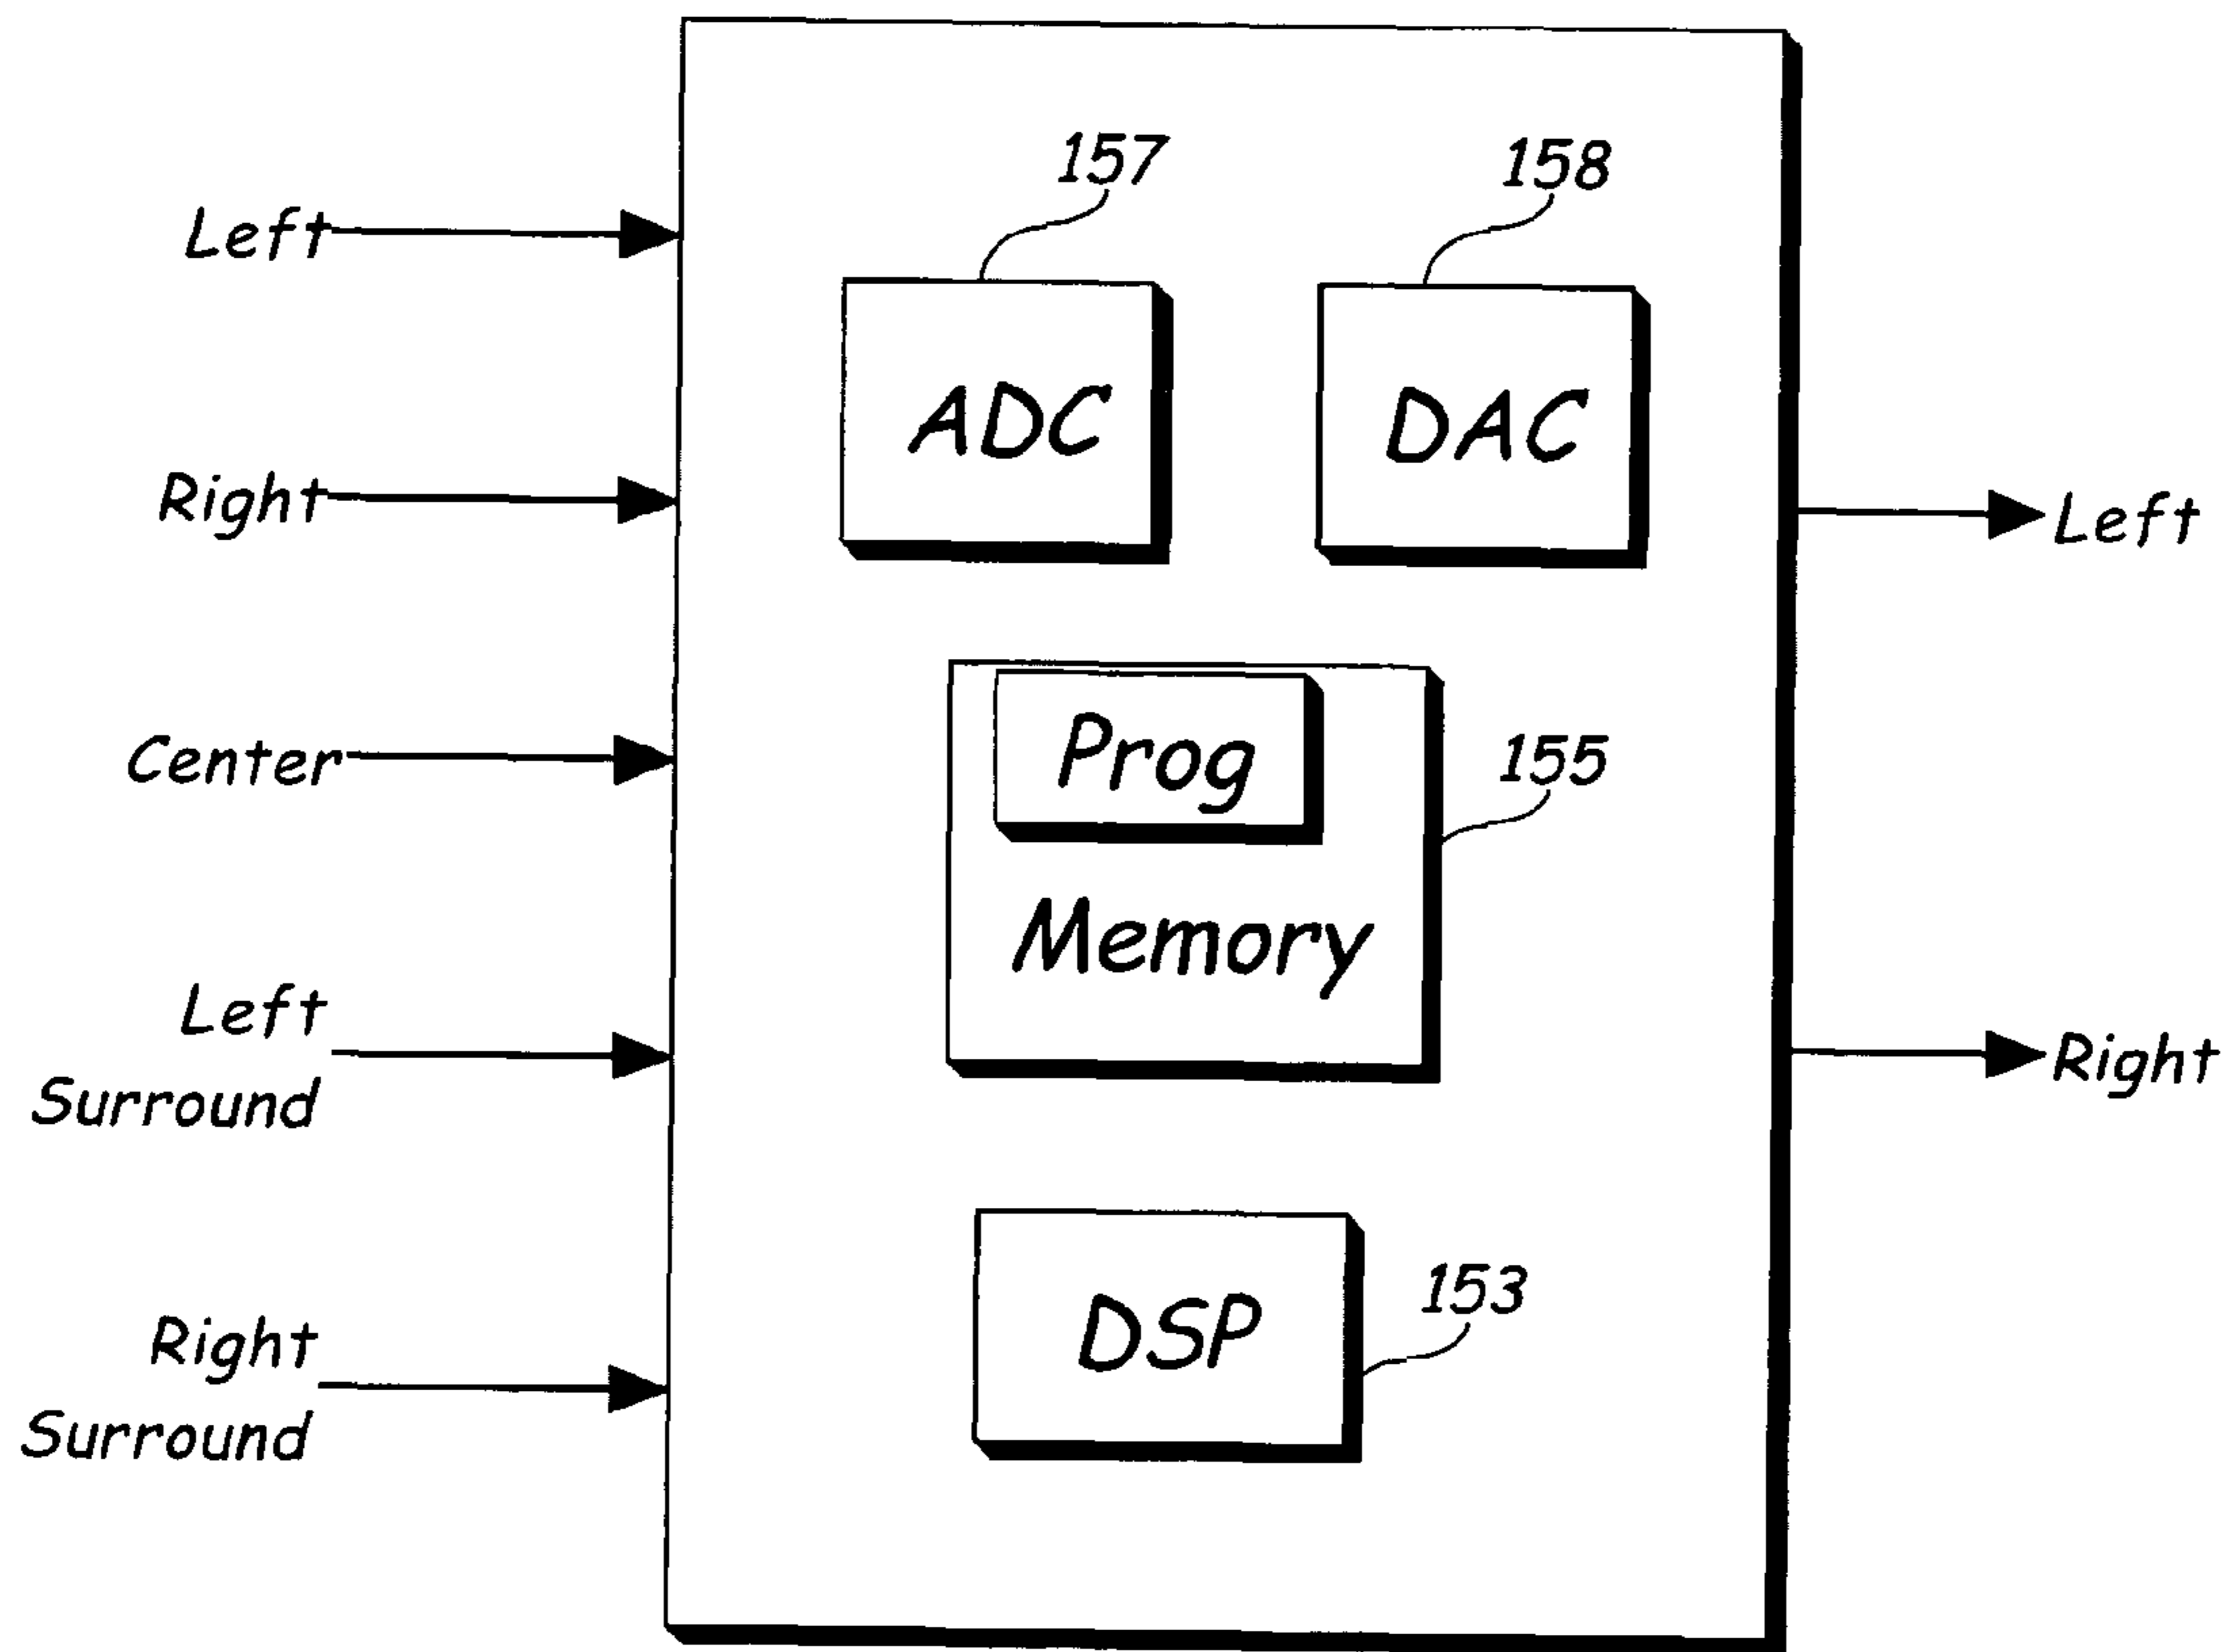 157
158
Left
ADC
DAC
Right
Left
Prog
155
Center
Memory
Left
Surround
Right
153
DSP
Right
Surround